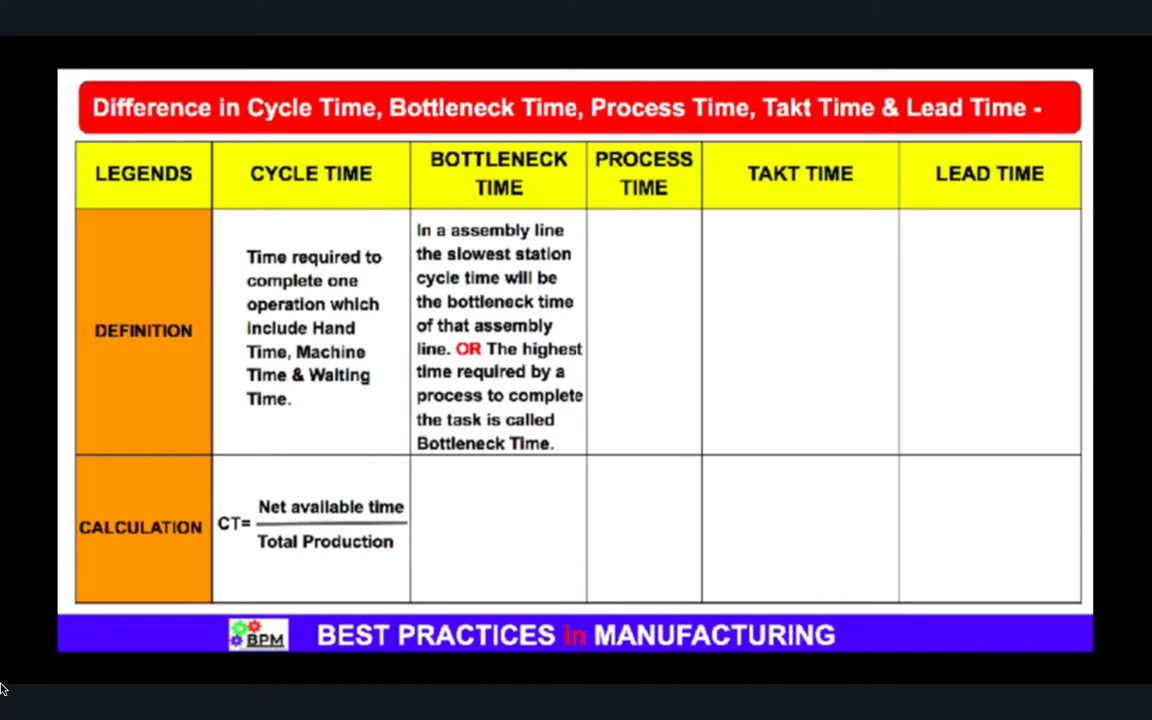 Difference in Cycle Time, Bottleneck Time, Process Time, Takt Time & Lead Time -
LEGENDS
CYCLE TIME
BOTTLENECK
TIME
PROCESS
TIME
TAKT TIME
LEAD TIME
DEFINITION
Time required to
complete one
operation which
include Hand
Time, Machine
Time & Waiting
Time.
In a assembly line
the slowest station
cycle time will be
the bottleneck time
of that assembly
line. OR The highest
time required by a
process to complete
the task is called
Bottleneck Time.
CALCULATION
CT=
Net available time
Total Production
BPM
BEST PRACTICES in MANUFACTURING